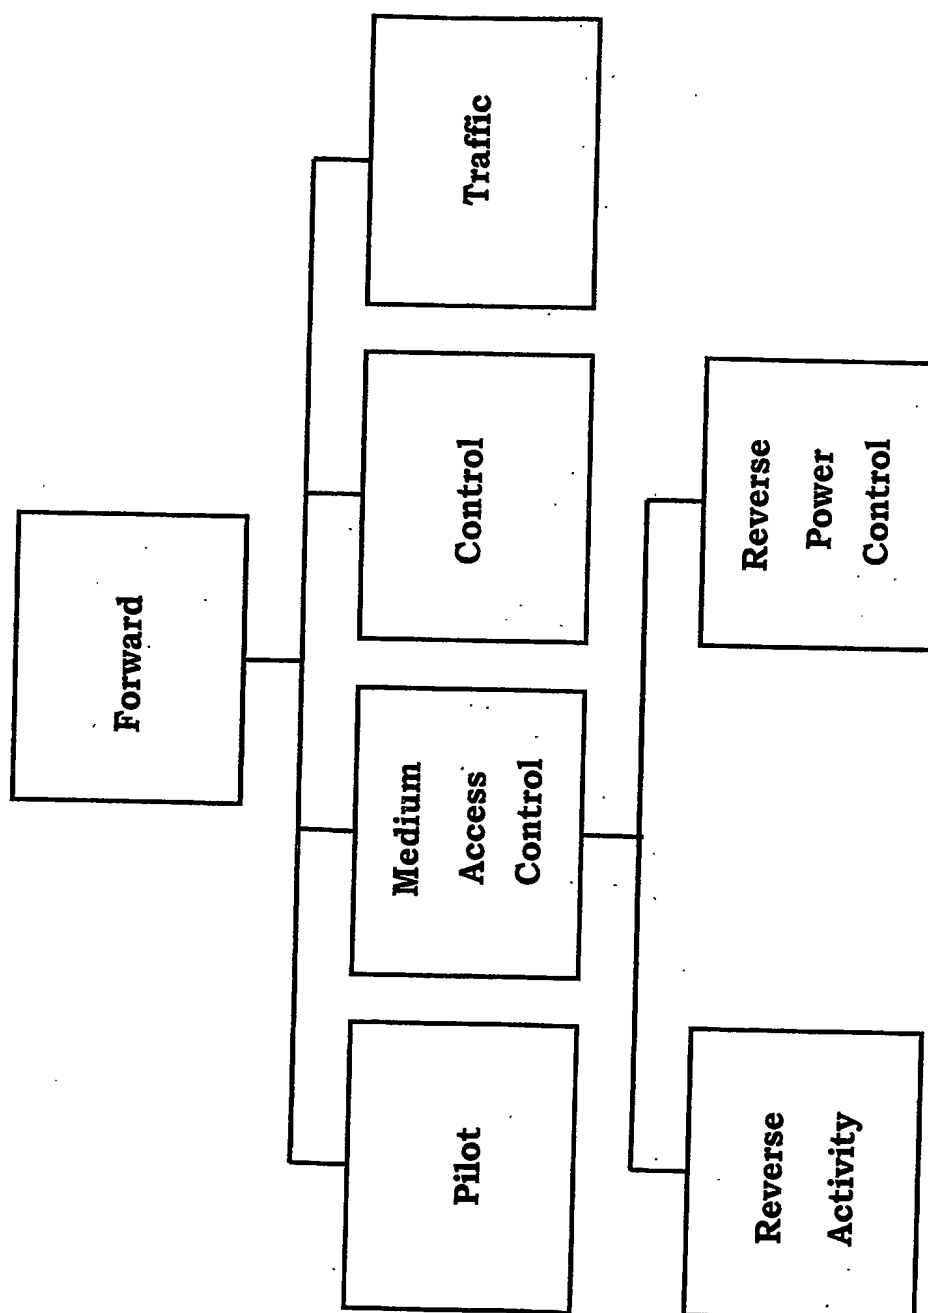 Forward
Pilot
Medium
Access
Control
Control
Traffic
Reverse
Activity
Reverse
Power
Control